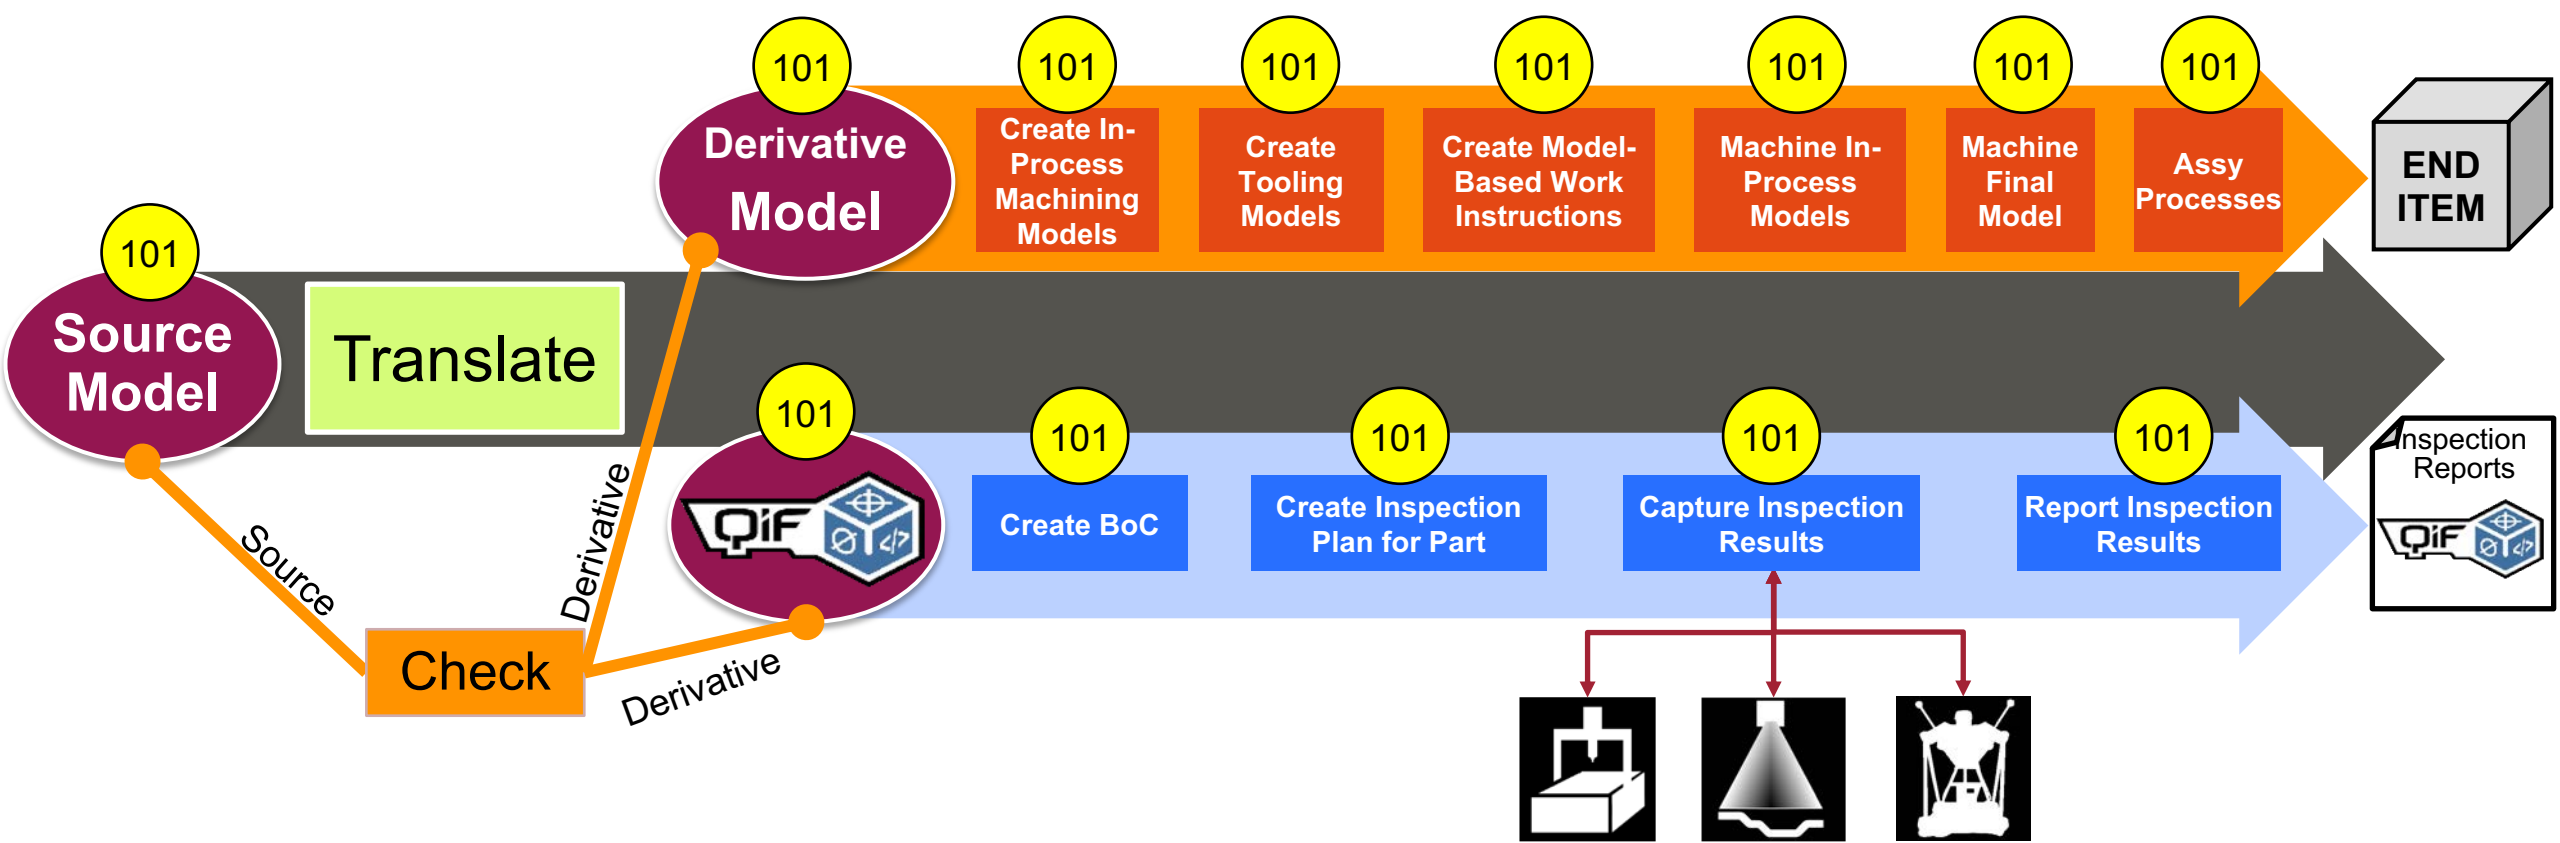 101
Source
Model
Translate
101
Derivative
Model
101
Create In-
Process
Machining
Models
101
Create
Tooling
Models
101
Create Model-
Based Work
Instructions
101
Machine In-
Process
Models
101
Machine
Final
Model
101
Assy
Processes
END
ITEM
Source
Check
Derivative
Derivative
101
QiF
</>
101
Create BoC
101
Create Inspection
Plan for Part
101
Capture Inspection
Results
101
Report Inspection
Results
Inspection
Reports
QiF
</>